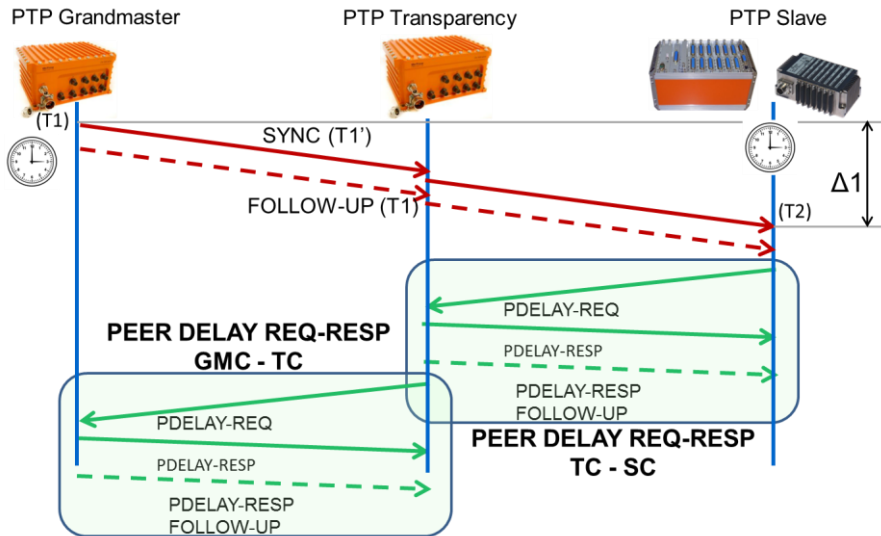 PTP Grandmaster
PTP Transparency
PTP Slave
(T1)
SYNC (T1')
FOLLOW-UP (T1)
(T2)
Δ1
PEER DELAY REQ-RESP
GMC - TC
PDELAY-REQ
PDELAY-RESP
PDELAY-RESP
FOLLOW-UP
PDELAY-REQ
PDELAY-RESP
PDELAY-RESP
FOLLOW-UP
PEER DELAY REQ-RESP
TC - SC